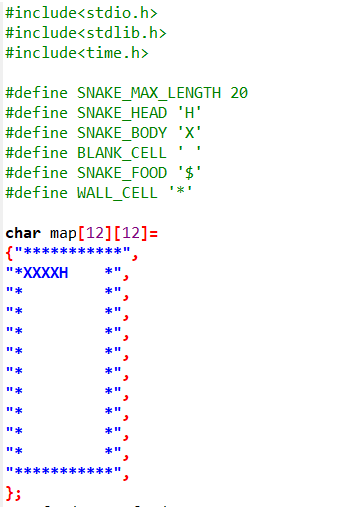 #include<stdio.h>
#include<stdlib.h>
#include<time.h>

#define SNAKE_MAX_LENGTH 20
#define SNAKE_HEAD 'H'
#define SNAKE_BODY 'X'
#define BLANK_CELL ' '
#define SNAKE_FOOD '$'
#define WALL_CELL '*'

char map[12][12]=
{"***********",
"*XXXXH    *",
"*         *",
"*         *",
"*         *",
"*         *",
"*         *",
"*         *",
"*         *",
"*         *",
"*         *",
"***********",
};